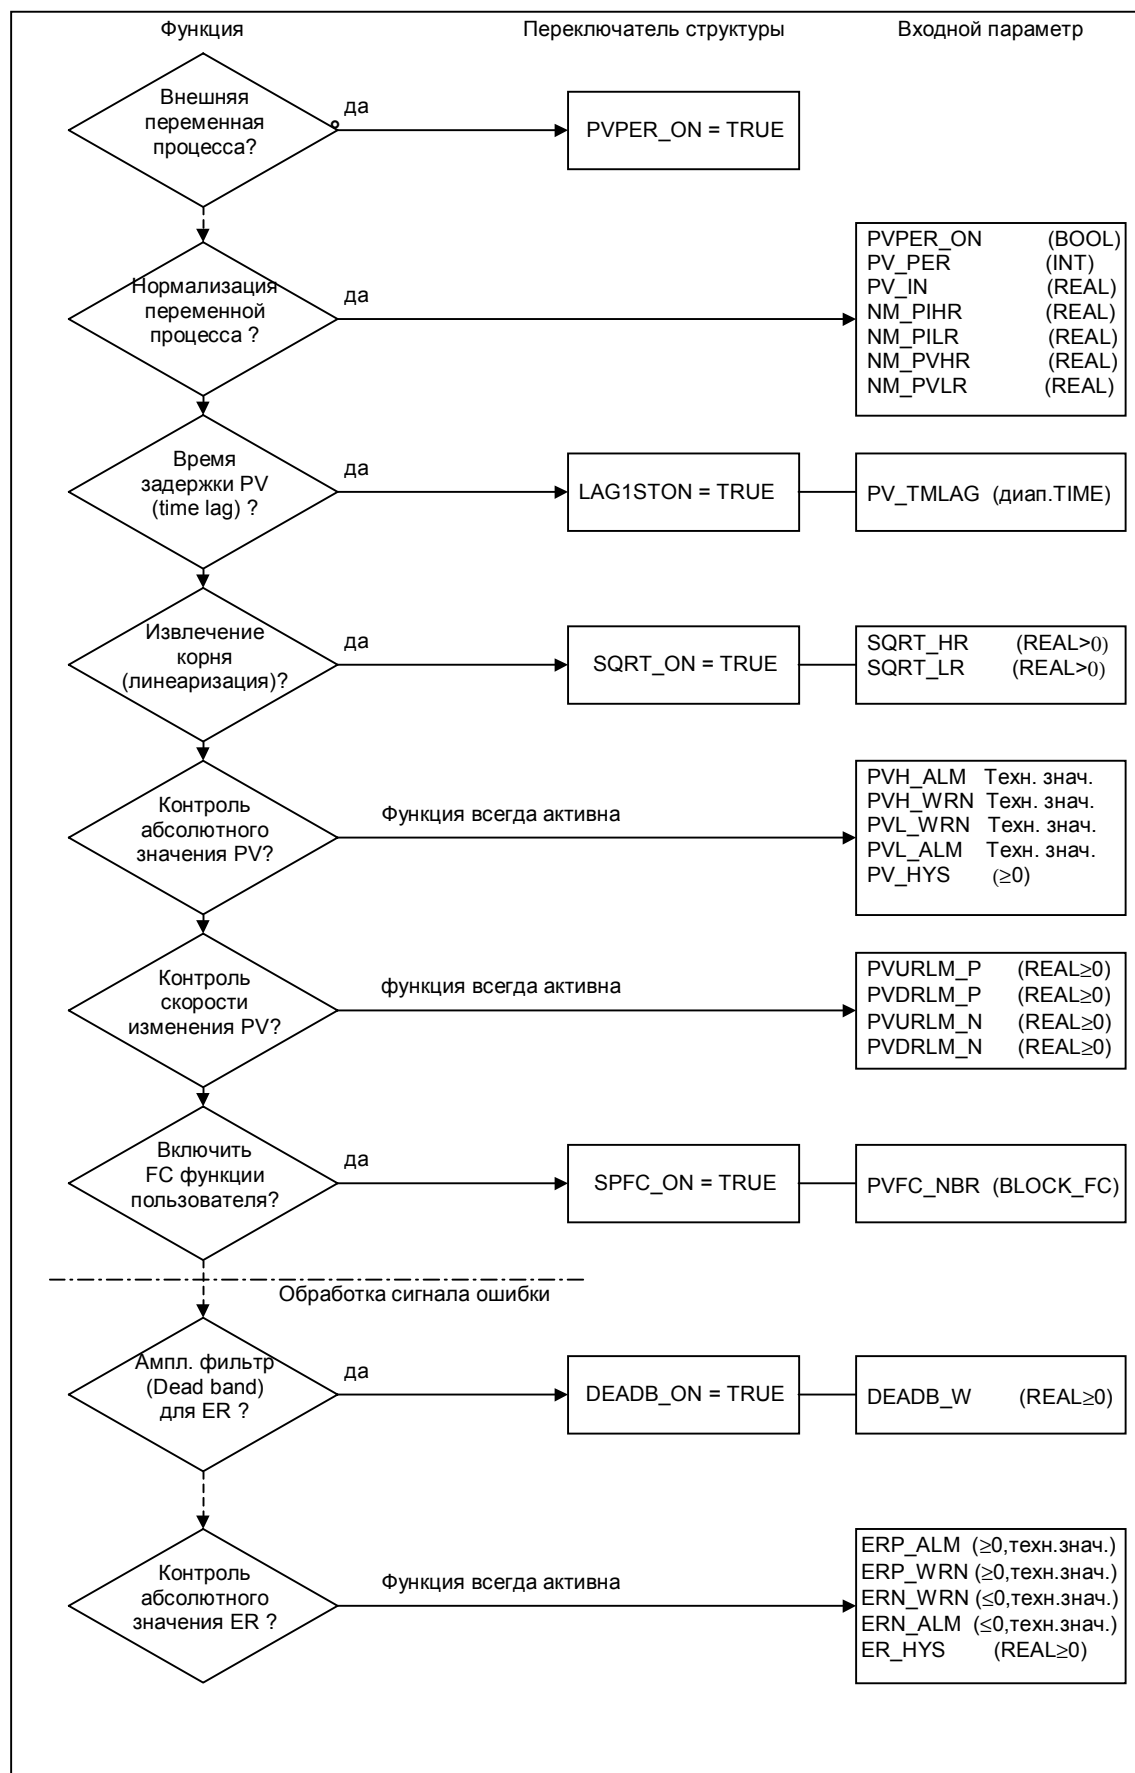 Функция
Переключатель структуры
Входной параметр
Внешняя
переменная
процесса?
да
PVPER_ON = TRUE
Нормализация
переменной
процесса ?
да
PVPER_ON (BOOL)
PV_PER (INT)
PV_IN (REAL)
NM_PIHR (REAL)
NM_PILR (REAL)
NM_PVHR (REAL)
NM_PVLR (REAL)
Время
задержки PV
(time lag) ?
да
LAG1STON = TRUE
PV_TMLAG (диап.TIME)
Извлечение
корня
(линеаризация)?
да
SQRT_ON = TRUE
SQRT_HR (REAL>0)
SQRT_LR (REAL>0)
Контроль
абсолютного
значения PV?
Функция всегда активна
PVH_ALM Техн. знач.
PVH_WRN Техн. знач.
PVL_WRN Техн. знач.
PVL_ALM Техн. знач.
PV_HYS (≥0)
Контроль
скорости
изменения PV?
функция всегда активна
PVURLM_P (REAL≥0)
PVDRLM_P (REAL≥0)
PVURLM_N (REAL≥0)
PVDRLM_N (REAL≥0)
Включить
FC функции
пользователя?
да
SPFC_ON = TRUE
PVFC_NBR (BLOCK_FC)
Обработка сигнала ошибки
Ампл. фильтр
(Dead band)
для ER ?
да
DEADB_ON = TRUE
DEADB_W (REAL≥0)
Контроль
абсолютного
значения ER ?
Функция всегда активна
ERP_ALM (≥0,техн.знач.)
ERP_WRN (≥0,техн.знач.)
ERN_WRN (≤0,техн.знач.)
ERN_ALM (≤0,техн.знач.)
ER_HYS (REAL≥0)